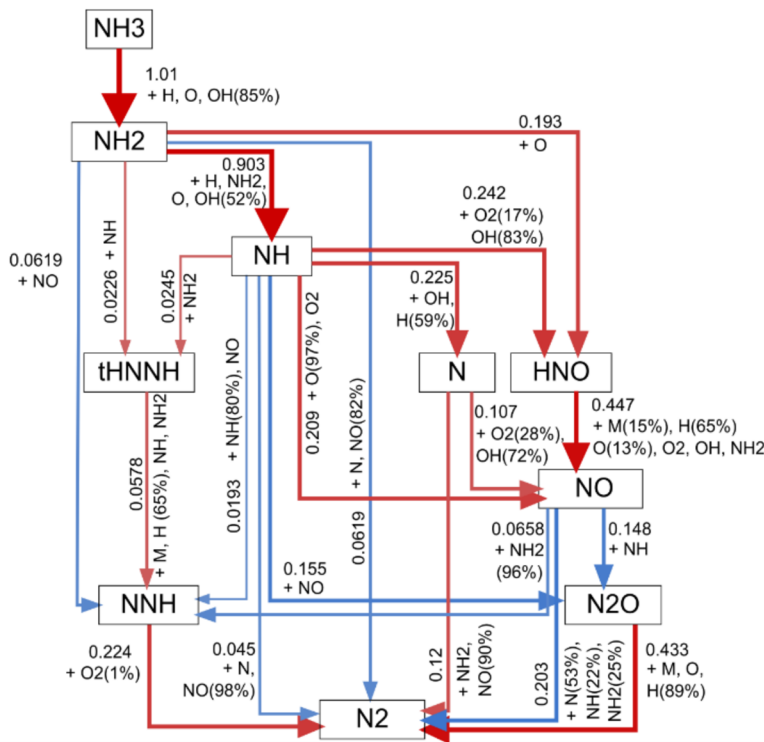 NH3
1.01
+ H, O, OH(85%)
NH2
0.193
+ O
0.903
+ H, NH2,
O, OH(52%)
0.242
+ O2(17%)
OH(83%)
NH
0.0619
+ NO
0.0226 + NH
0.0245
+ NH2
0.225
+ OH,
H(59%)
tHNNH
N
HNO
0.0578
+ M, H (65%), NH, NH2
0.0193 + NH(80%), NO
0.209 + O(97%), O2
0.0619
+ N, NO(82%)
0.107
+ O2(28%)
OH(72%)
0.447
+ M(15%), H(65%)
O(13%), O2, OH, NH2
NO
0.155
+ NO
0.0658
+ NH2
(96%)
0.148
+ NH
NNH
N2O
0.224
+ O2(1%)
0.045
+ N,
NO(98%)
0.12
+ NH2,
NO(90%)
0.203
+ N(53%),
NH(22%),
NH2(25%)
0.433
+ M, O,
H(89%)
N2